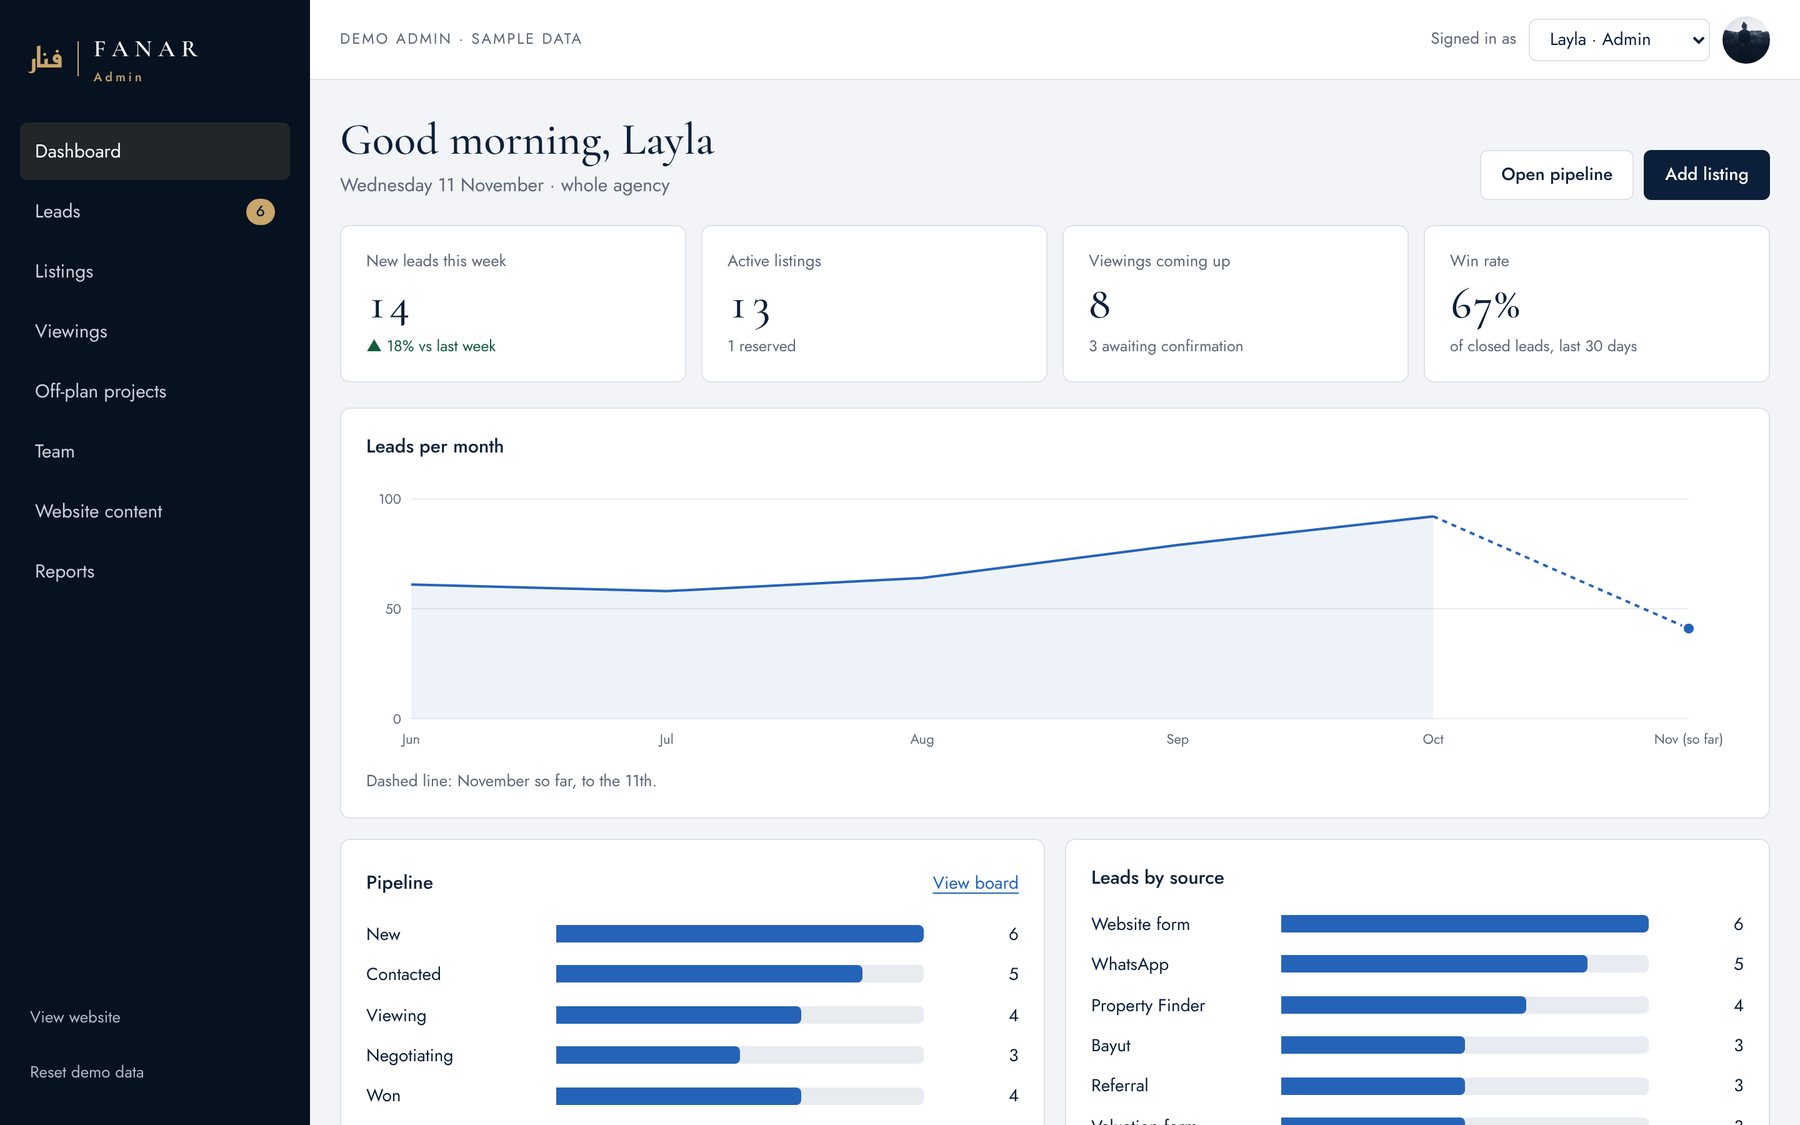 فنار
FANAR
Admin
Dashboard
Leads 6
Listings
Viewings
Off-plan projects
Team
Website content
Reports
View website
Reset demo data
DEMO ADMIN · SAMPLE DATA
Signed in as
Layla · Admin
Good morning, Layla
Wednesday 11 November · whole agency
Open pipeline
Add listing
New leads this week
14
▲ 18% vs last week
Active listings
13
1 reserved
Viewings coming up
8
3 awaiting confirmation
Win rate
67%
of closed leads, last 30 days
Leads per month
100
50
0
Jun
Jul
Aug
Sep
Oct
Nov (so far)
Dashed line: November so far, to the 11th.
Pipeline
View board
New 6
Contacted 5
Viewing 4
Negotiating 3
Won 4
Leads by source
Website form 6
WhatsApp 5
Property Finder 4
Bayut 3
Referral 3